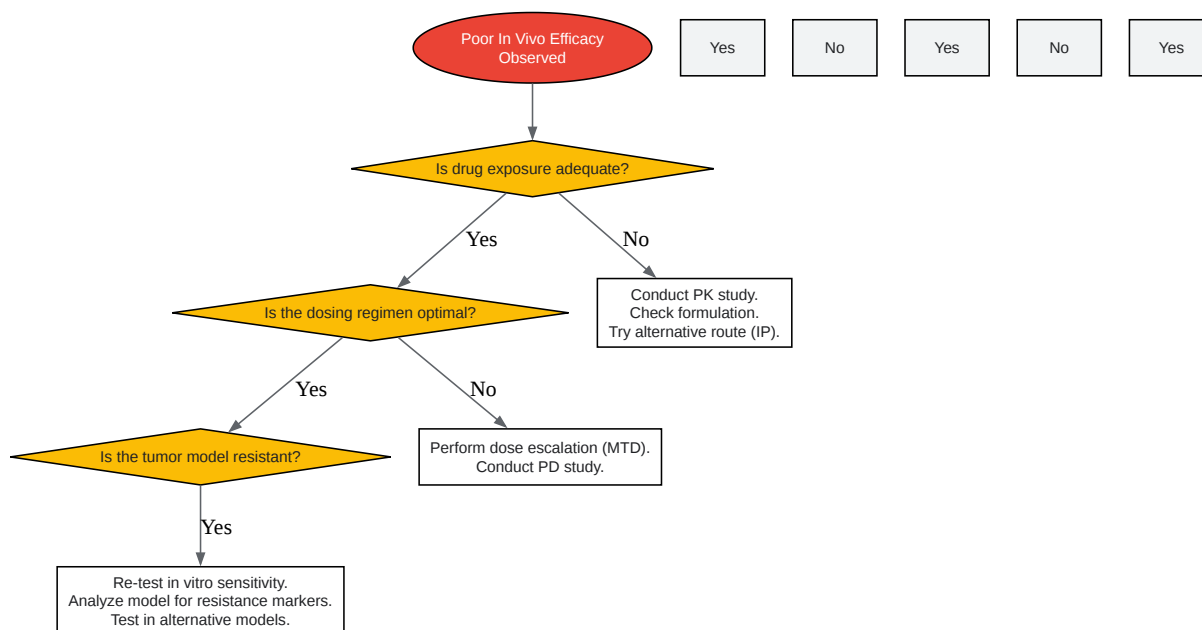 Poor In Vivo Efficacy
Observed
Yes
No
Yes
No
Yes
Is drug exposure adequate?
Yes
No
Conduct PK study.
Check formulation.
Try alternative route (IP).
Is the dosing regimen optimal?
Yes
No
Perform dose escalation (MTD).
Conduct PD study.
Is the tumor model resistant?
Yes
Re-test in vitro sensitivity.
Analyze model for resistance markers.
Test in alternative models.